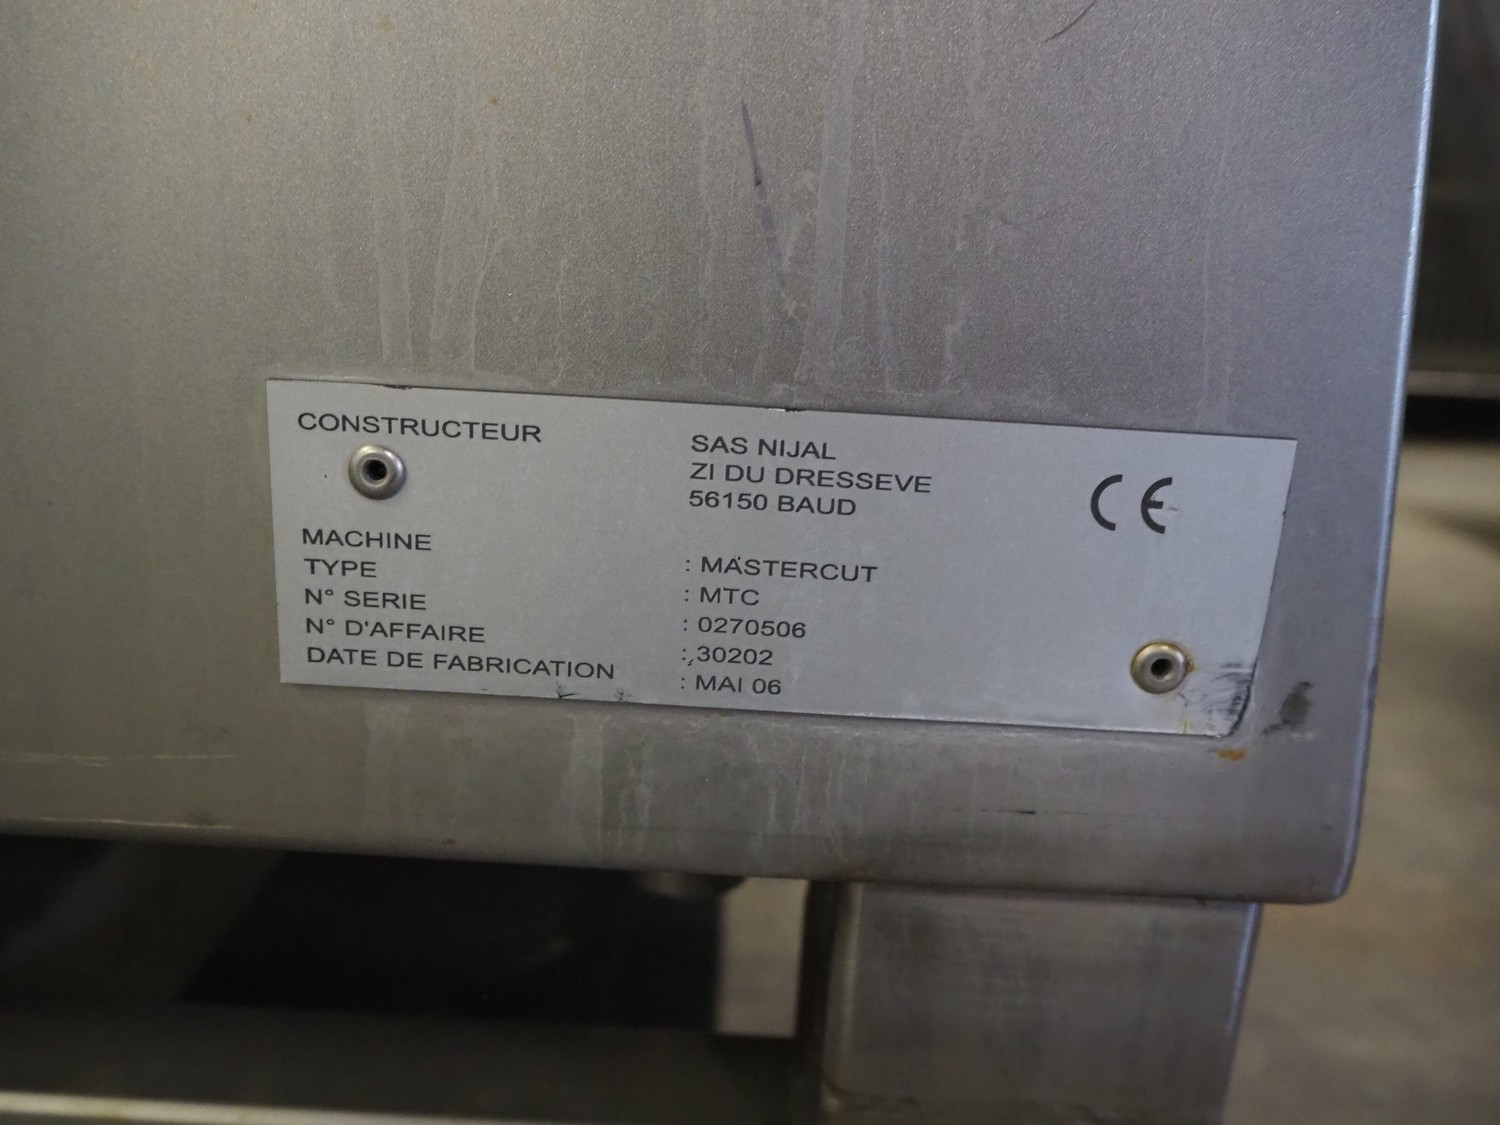 CONSTRUCTEUR
SAS NIJAL
ZI DU DRESSEVE
56150 BAUD
CE
MACHINE : MASTERCUT
TYPE : MTC
N° SERIE : 0270506
N° D'AFFAIRE : 30202
DATE DE FABRICATION : MAI 06